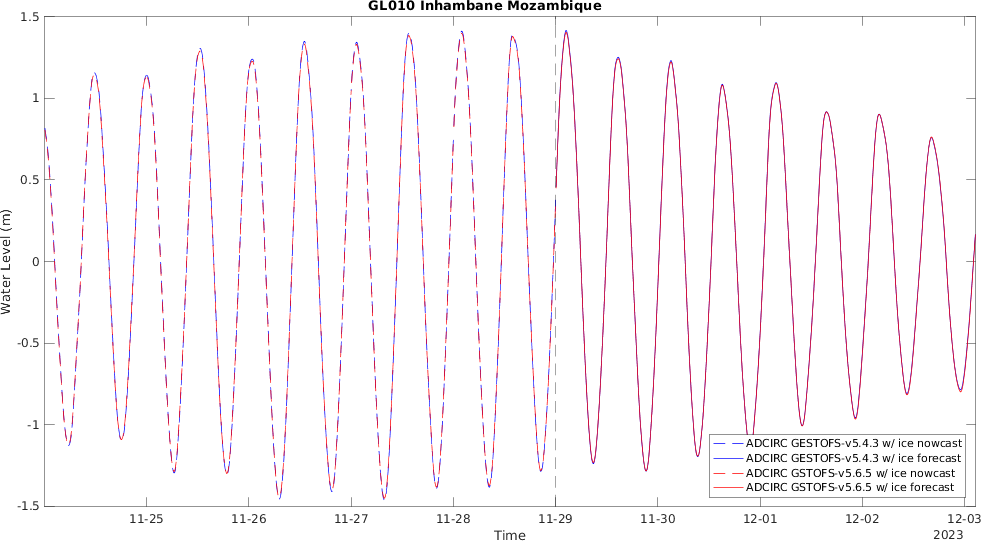 GL010 Inhambane Mozambique
1.5
1
0.5
0
-0.5
-1
-1.5
Water Level (m)
ADCIRC GESTOFS-v5.4.3 w/ ice nowcast
ADCIRC GESTOFS-v5.4.3 w/ ice forecast
ADCIRC GSTOFS-v5.6.5 w/ ice nowcast
ADCIRC GSTOFS-v5.6.5 w/ ice forecast
11-25 11-26 11-27 11-28 11-29 11-30 12-01 12-02 12-03
Time 2023